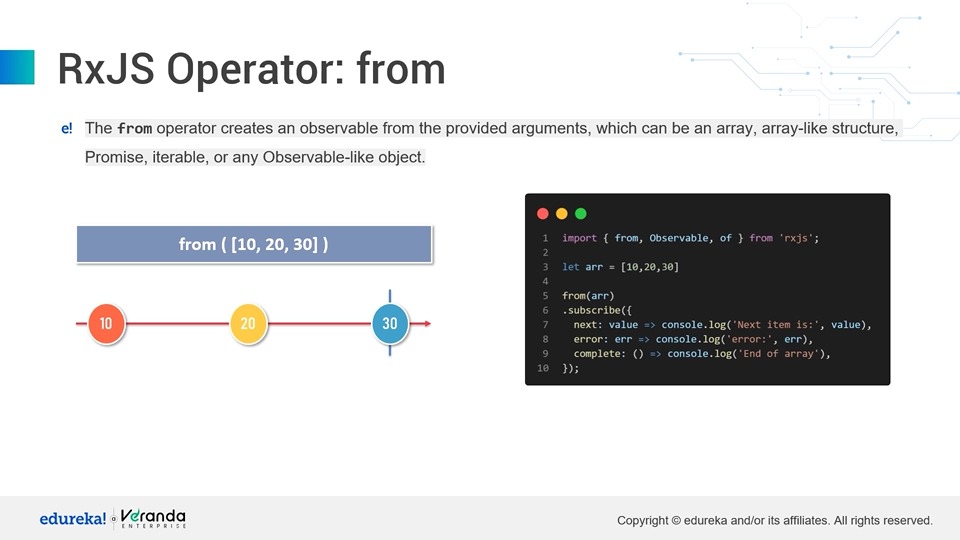 RxJS Operator: from
e! The from operator creates an observable from the provided arguments, which can be an array, array-like structure,
Promise, iterable, or any Observable-like object.
from ( [10, 20, 30] )
10 20 30
1 import { from, Observable, of } from 'rxjs';
2
3 let arr = [10,20,30]
4
5 from(arr)
6 .subscribe({
7 next: value => console.log('Next item is:', value),
8 error: err => console.log('error:', err),
9 complete: () => console.log('End of array'),
10 });
edureka! Veranda
ENTERPRISE
Copyright © edureka and/or its affiliates. All rights reserved.